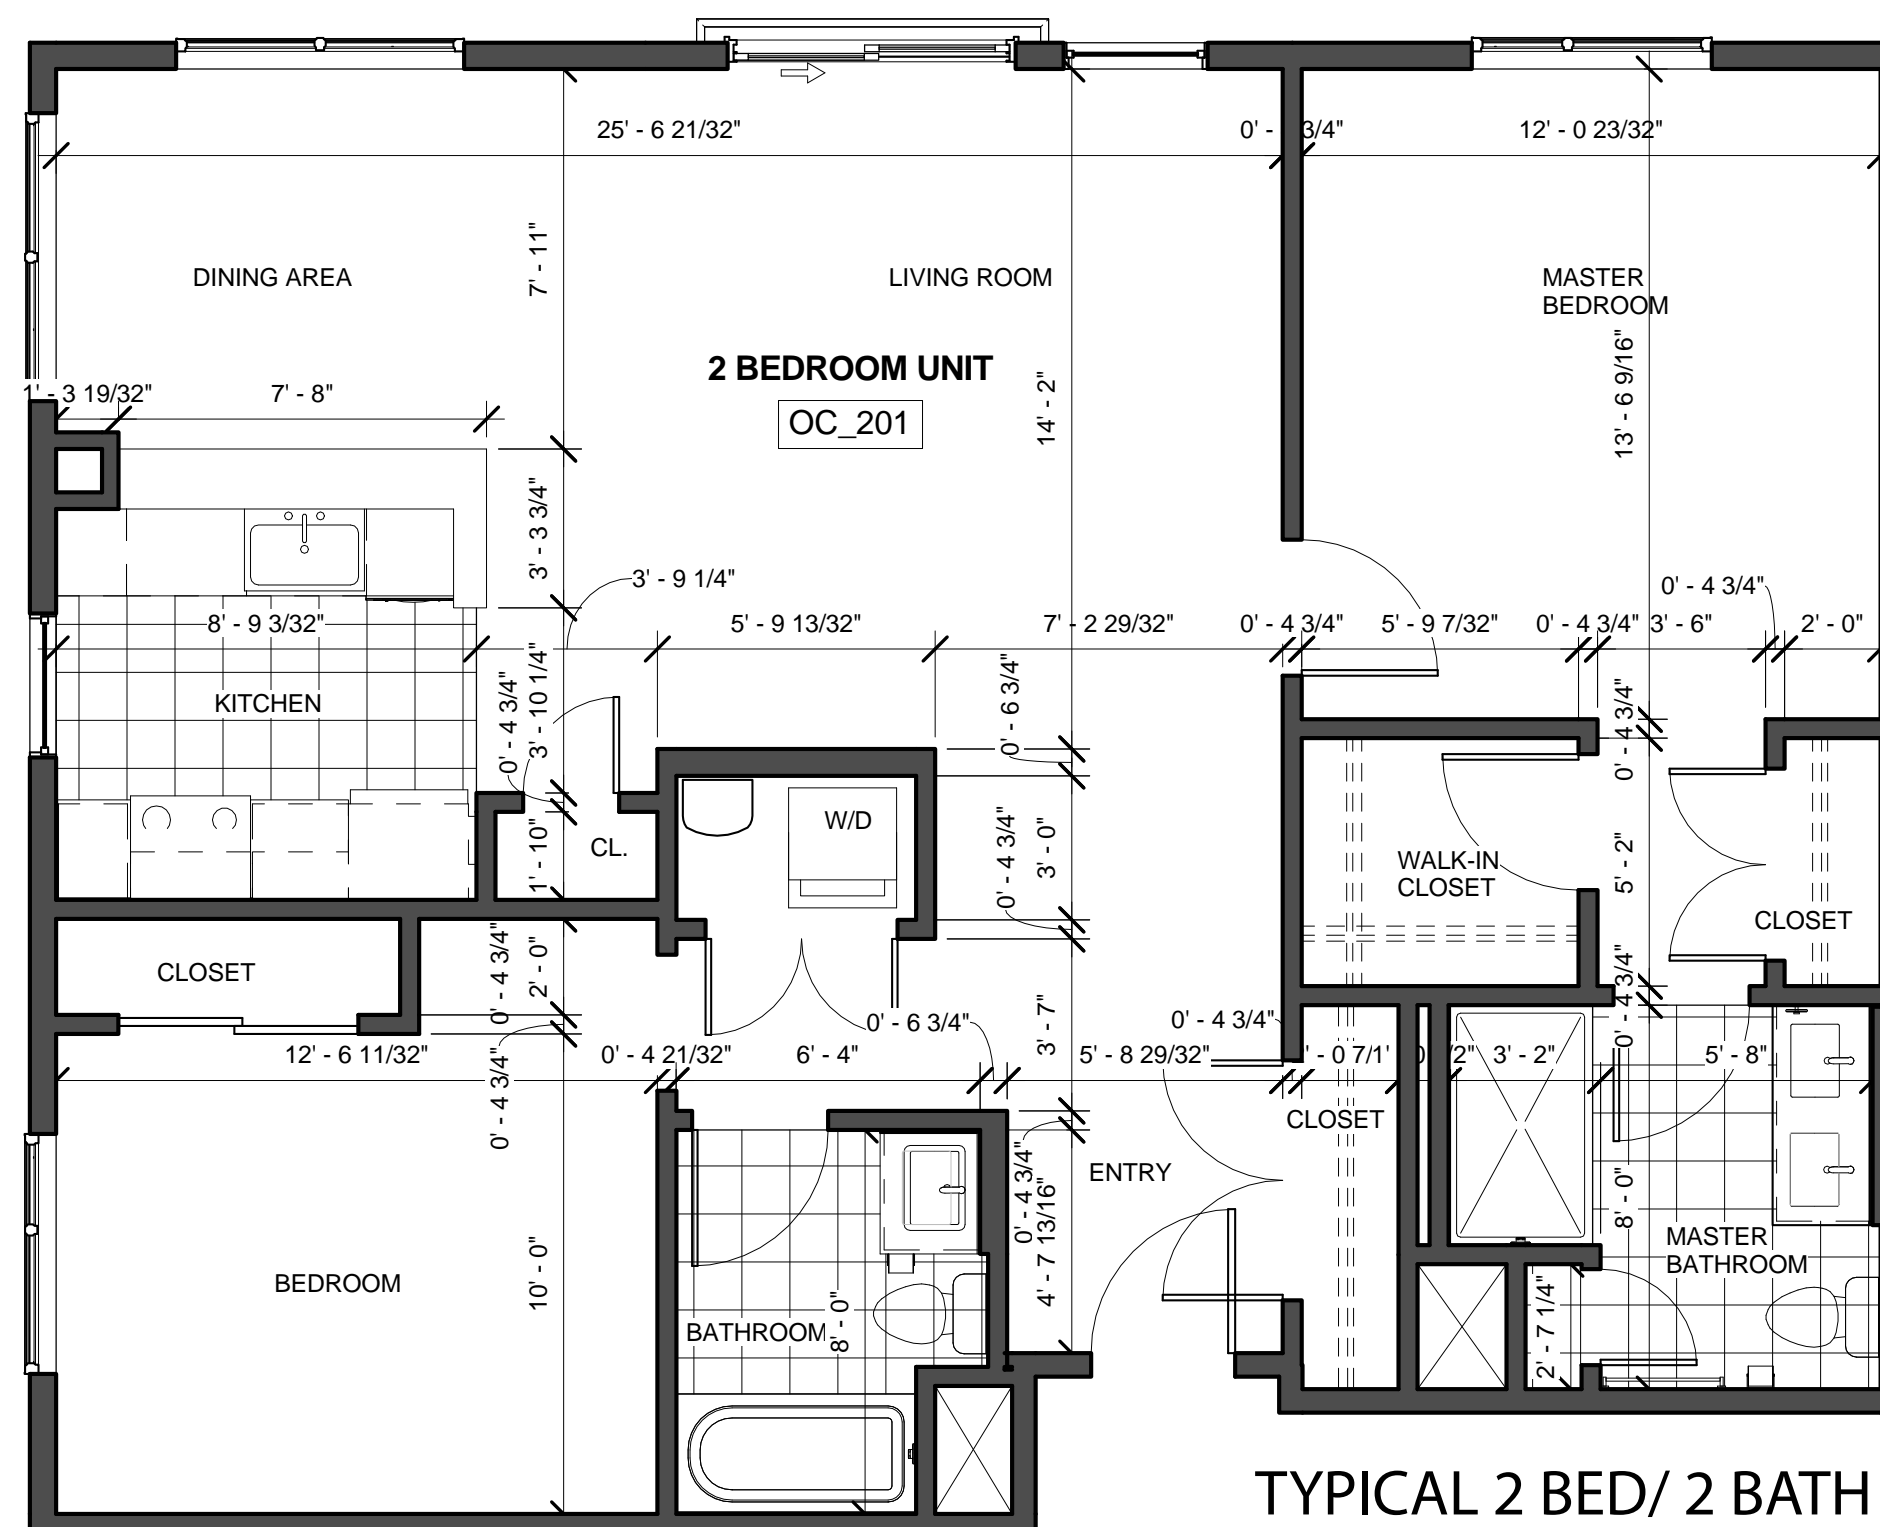 25' - 6 21/32"
12' - 0 23/32"
7' - 11"
DINING AREA
LIVING ROOM
MASTER
BEDROOM
2 BEDROOM UNIT
OC_201
14' - 2"
13' - 6 9/16"
1' - 3 19/32"
7' - 8"
3' - 3 3/4"
3' - 9 1/4"
0' - 4 3/4"
8' - 9 3/32"
5' - 9 13/32"
7' - 2 29/32"
0' - 4 3/4"
5' - 9 7/32"
0' - 4 3/4"
3' - 6"
2' - 0"
KITCHEN
0' - 4 3/4"
3' - 10 1/4"
0' - 6 3/4"
0' - 4 3/4"
1' - 10"
CL.
W/D
0' - 4 3/4"
3' - 0"
WALK-IN
CLOSET
5' - 2"
CLOSET
CLOSET
0' - 4 3/4"
2' - 0"
0' - 6 3/4"
0' - 4 3/4"
3' - 7"
0' - 4 3/4"
12' - 6 11/32"
0' - 4 21/32"
6' - 4"
5' - 8 29/32"
3' - 2"
5' - 8"
0' - 4 3/4"
CLOSET
ENTRY
0' - 4 3/4"
4' - 7 13/16"
8' - 0"
MASTER
BATHROOM
BEDROOM
10' - 0"
BATHROOM
8' - 0"
2' - 7 1/4"
TYPICAL 2 BED/ 2 BATH